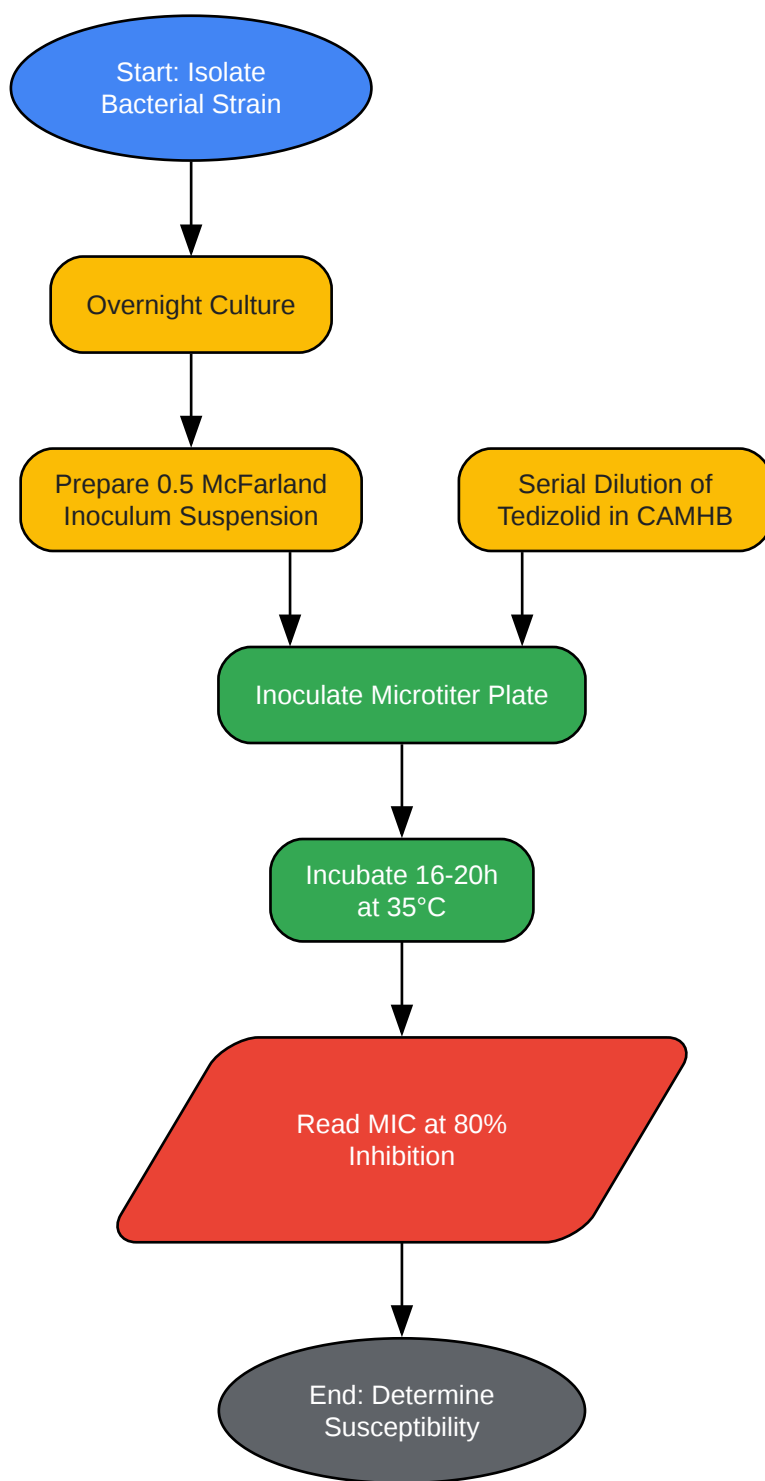 Start: Isolate
Bacterial Strain
Overnight Culture
Prepare 0.5 McFarland
Inoculum Suspension
Serial Dilution of
Tedizolid in CAMHB
Inoculate Microtiter Plate
Incubate 16-20h
at 35°C
Read MIC at 80%
Inhibition
End: Determine
Susceptibility